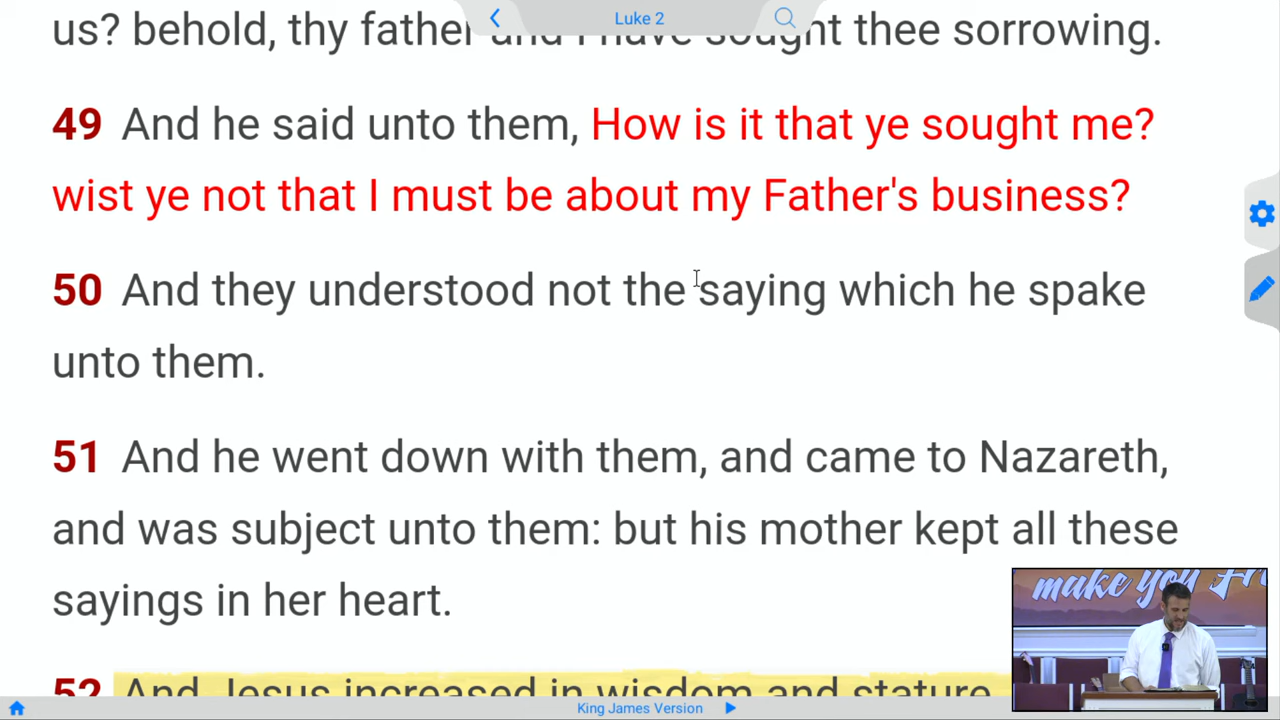 Luke 2
us? behold, thy father and I have sought thee sorrowing.
49 And he said unto them, How is it that ye sought me?
wist ye not that I must be about my Father's business?
50 And they understood not the saying which he spake
unto them.
51 And he went down with them, and came to Nazareth,
and was subject unto them: but his mother kept all these
sayings in her heart.
make you
52 And Jesus increased in wisdom and stature
King James Version